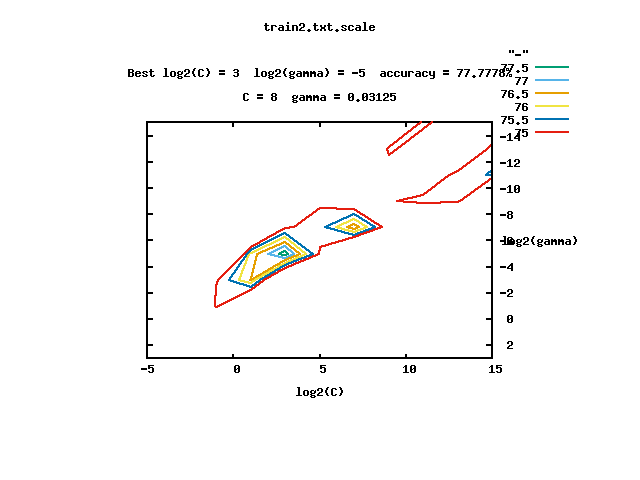 train2.txt.scale
"-"
Best log2(C) = 3  log2(gamma) = -5  accuracy = 77.7778%
77.5
77
C = 8  gamma = 0.03125
76.5
76
75.5
75
-14
-12
-10
-8
-6
log2(gamma)
-4
-2
0
2
-5 0 5 10 15
log2(C)